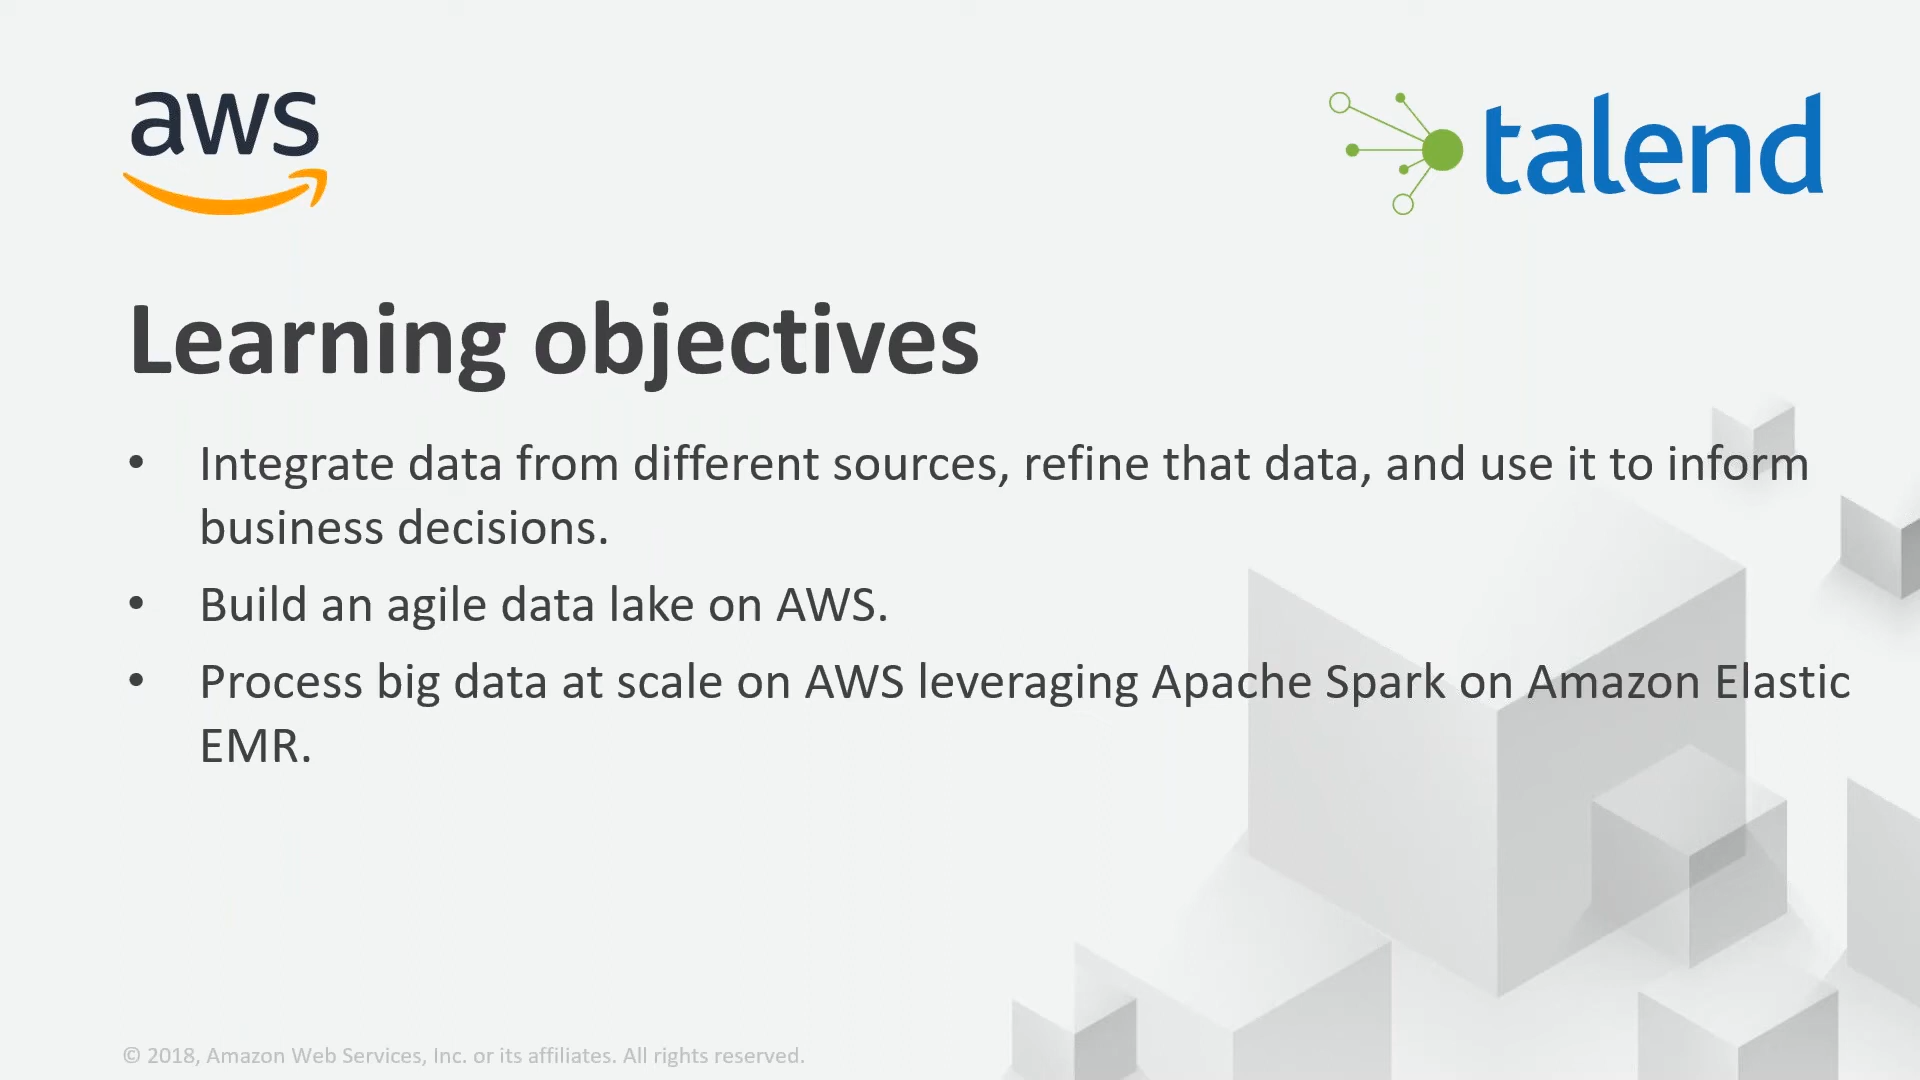 aws
talend
Learning objectives
• Integrate data from different sources, refine that data, and use it to inform
business decisions.
• Build an agile data lake on AWS.
• Process big data at scale on AWS leveraging Apache Spark on Amazon Elastic
EMR.
© 2018, Amazon Web Services, Inc. or its affiliates. All rights reserved.